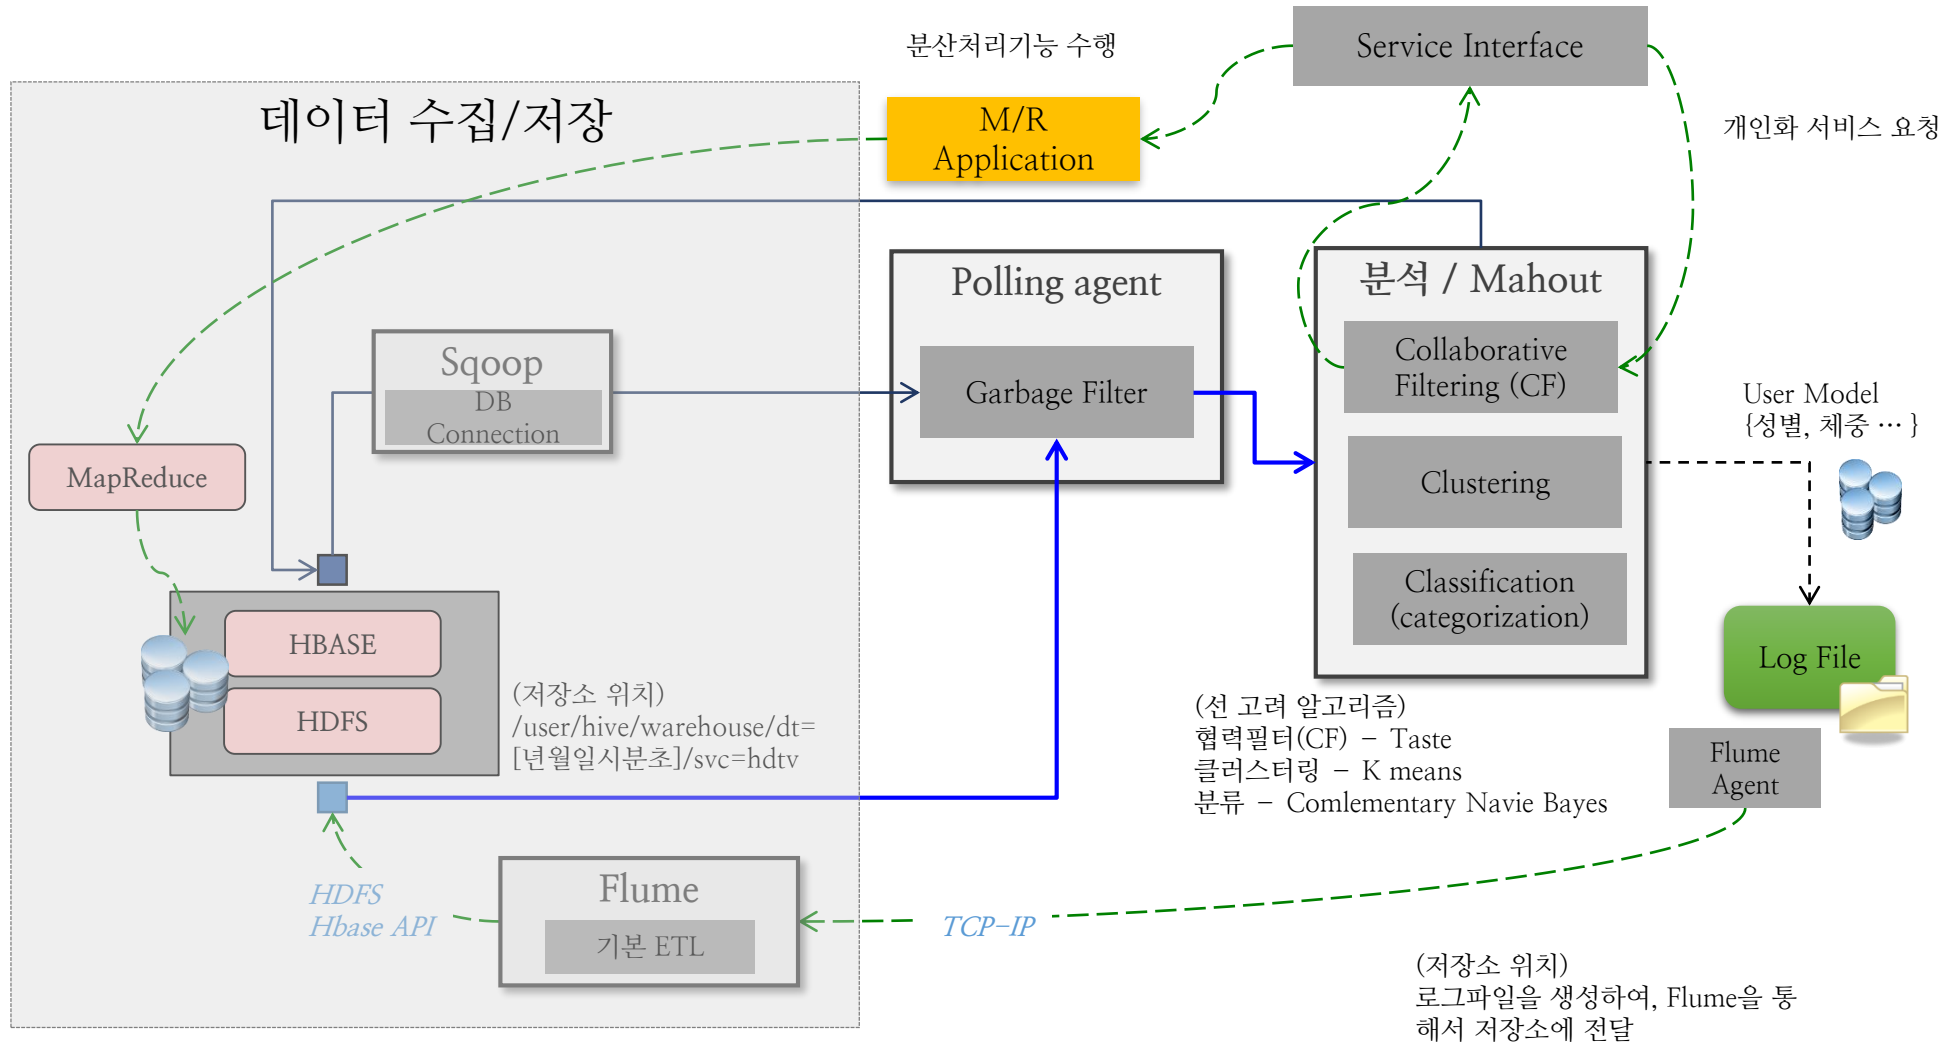 분산처리기능 수행
Service Interface
데이터 수집/저장
M/R
Application
개인화 서비스 요청
Polling agent
분석 / Mahout
Sqoop
DB
Connection
Garbage Filter
Collaborative
Filtering (CF)
User Model
{성별, 체중 … }
MapReduce
Clustering
Classification
(categorization)
HBASE
HDFS
(저장소 위치)
/user/hive/warehouse/dt=
[년월일시분초]/svc=hdtv
Log File
(선 고려 알고리즘)
협력필터(CF) – Taste
클러스터링 – K means
분류 – Comlementary Navie Bayes
Flume
Agent
HDFS
Hbase API
Flume
기본 ETL
TCP-IP
(저장소 위치)
로그파일을 생성하여, Flume을 통
해서 저장소에 전달